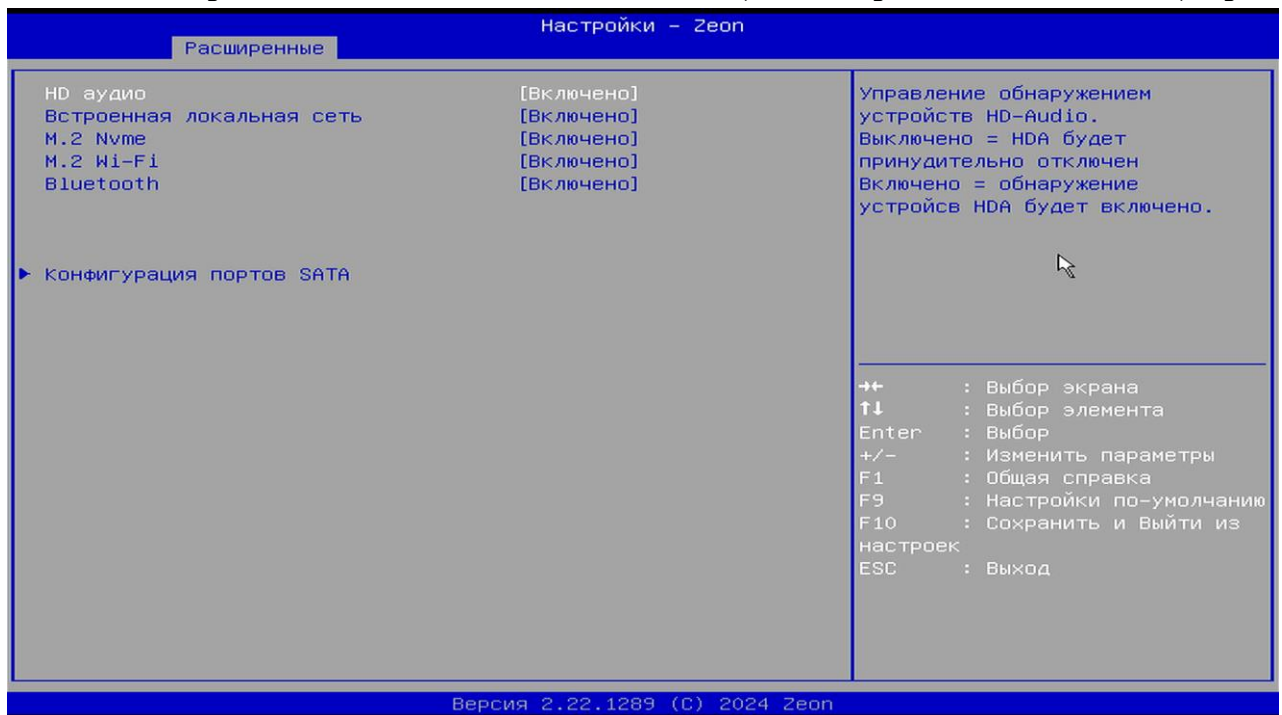 Настройки – Zeon
Расширенные
HD аудио [Включено]
Встроенная локальная сеть [Включено]
M.2 Nvme [Включено]
M.2 Wi-Fi [Включено]
Bluetooth [Включено]
Конфигурация портов SATA
Управление обнаружением
устройств HD-Audio.
Выключено = HDA будет
принудительно отключен
Включено = обнаружение
устройсв HDA будет включено.
→← : Выбор экрана
↑↓ : Выбор элемента
Enter : Выбор
+/- : Изменить параметры
F1 : Общая справка
F9 : Настройки по-умолчанию
F10 : Сохранить и Выйти из
настроек
ESC : Выход
Версия 2.22.1289 (C) 2024 Zeon